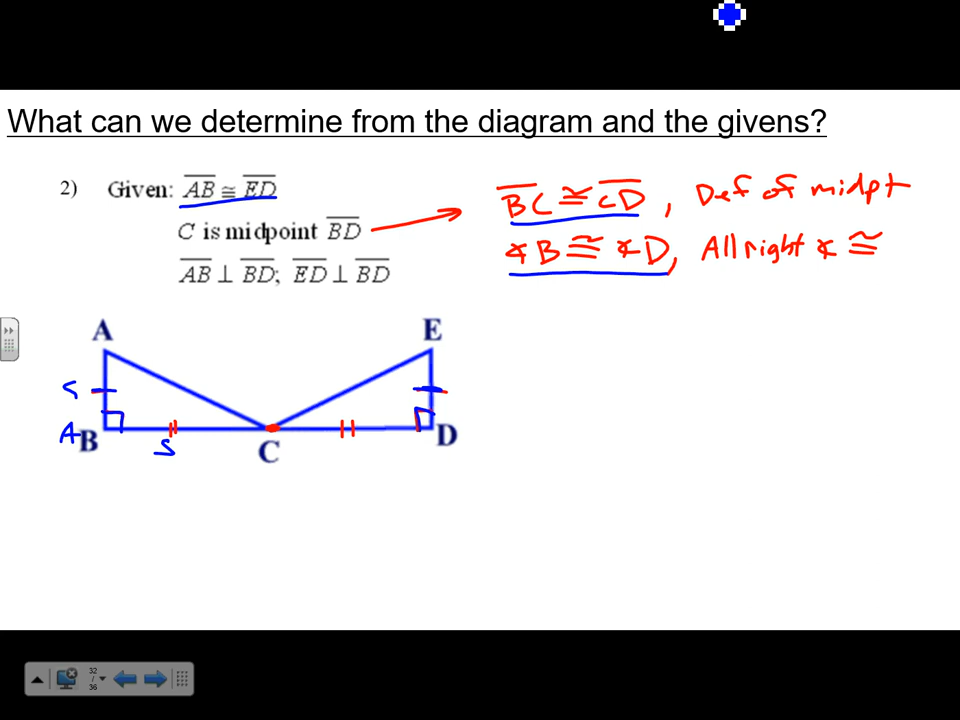 What can we determine from the diagram and the givens?
2) Given: AB ≅ ED
BC ≅ CD, Def of midpt
C is midpoint BD
∢B ≅ ∢D, All right ∢ ≅
AB ⊥ BD; ED ⊥ BD
A
E
S
A
B
S
C
D
32
/
36